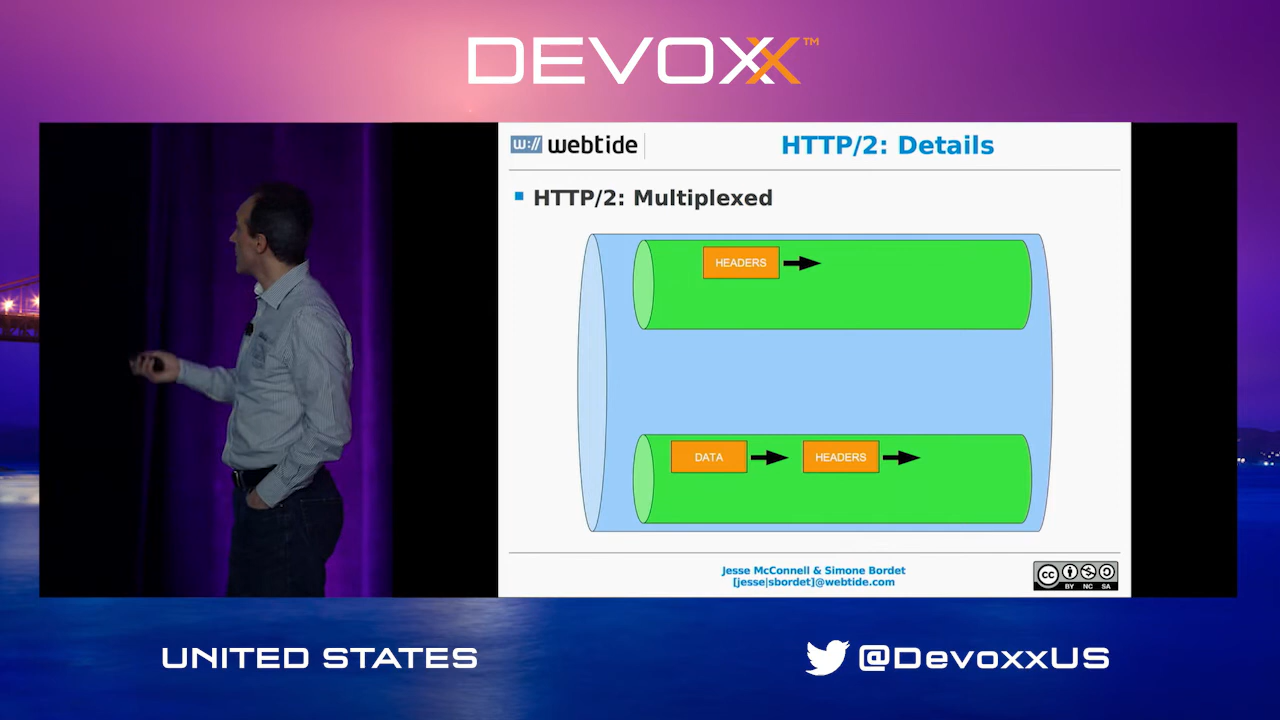 DEVOXX™
w:// webtide
HTTP/2: Details
HTTP/2: Multiplexed
HEADERS
DATA
HEADERS
Jesse McConnell & Simone Bordet
[jesse|sbordet]@webtide.com
cc
BY NC SA
UNITED STATES
@DevoxxUS